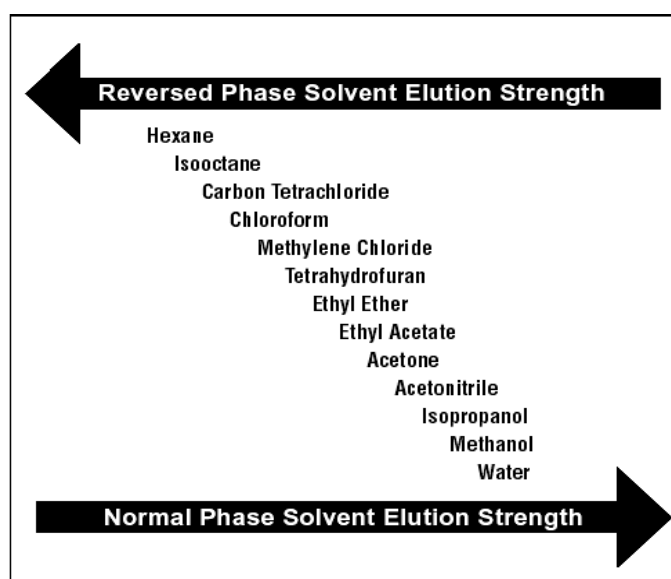 Reversed Phase Solvent Elution Strength
Hexane
Isooctane
Carbon Tetrachloride
Chloroform
Methylene Chloride
Tetrahydrofuran
Ethyl Ether
Ethyl Acetate
Acetone
Acetonitrile
Isopropanol
Methanol
Water
Normal Phase Solvent Elution Strength